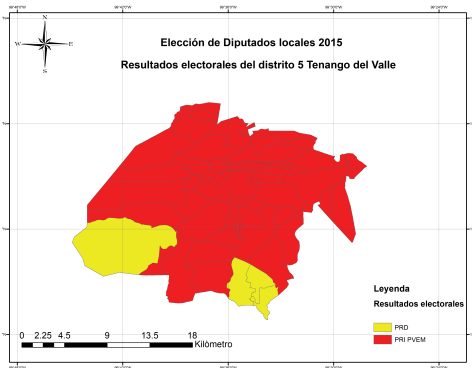 N
W E
S
Elección de Diputados locales 2015
Resultados electorales del distrito 5 Tenango del Valle
Leyenda
Resultados electorales
PRD
PRI PVEM
0 2.25 4.5 9 13.5 18
Kilómetro